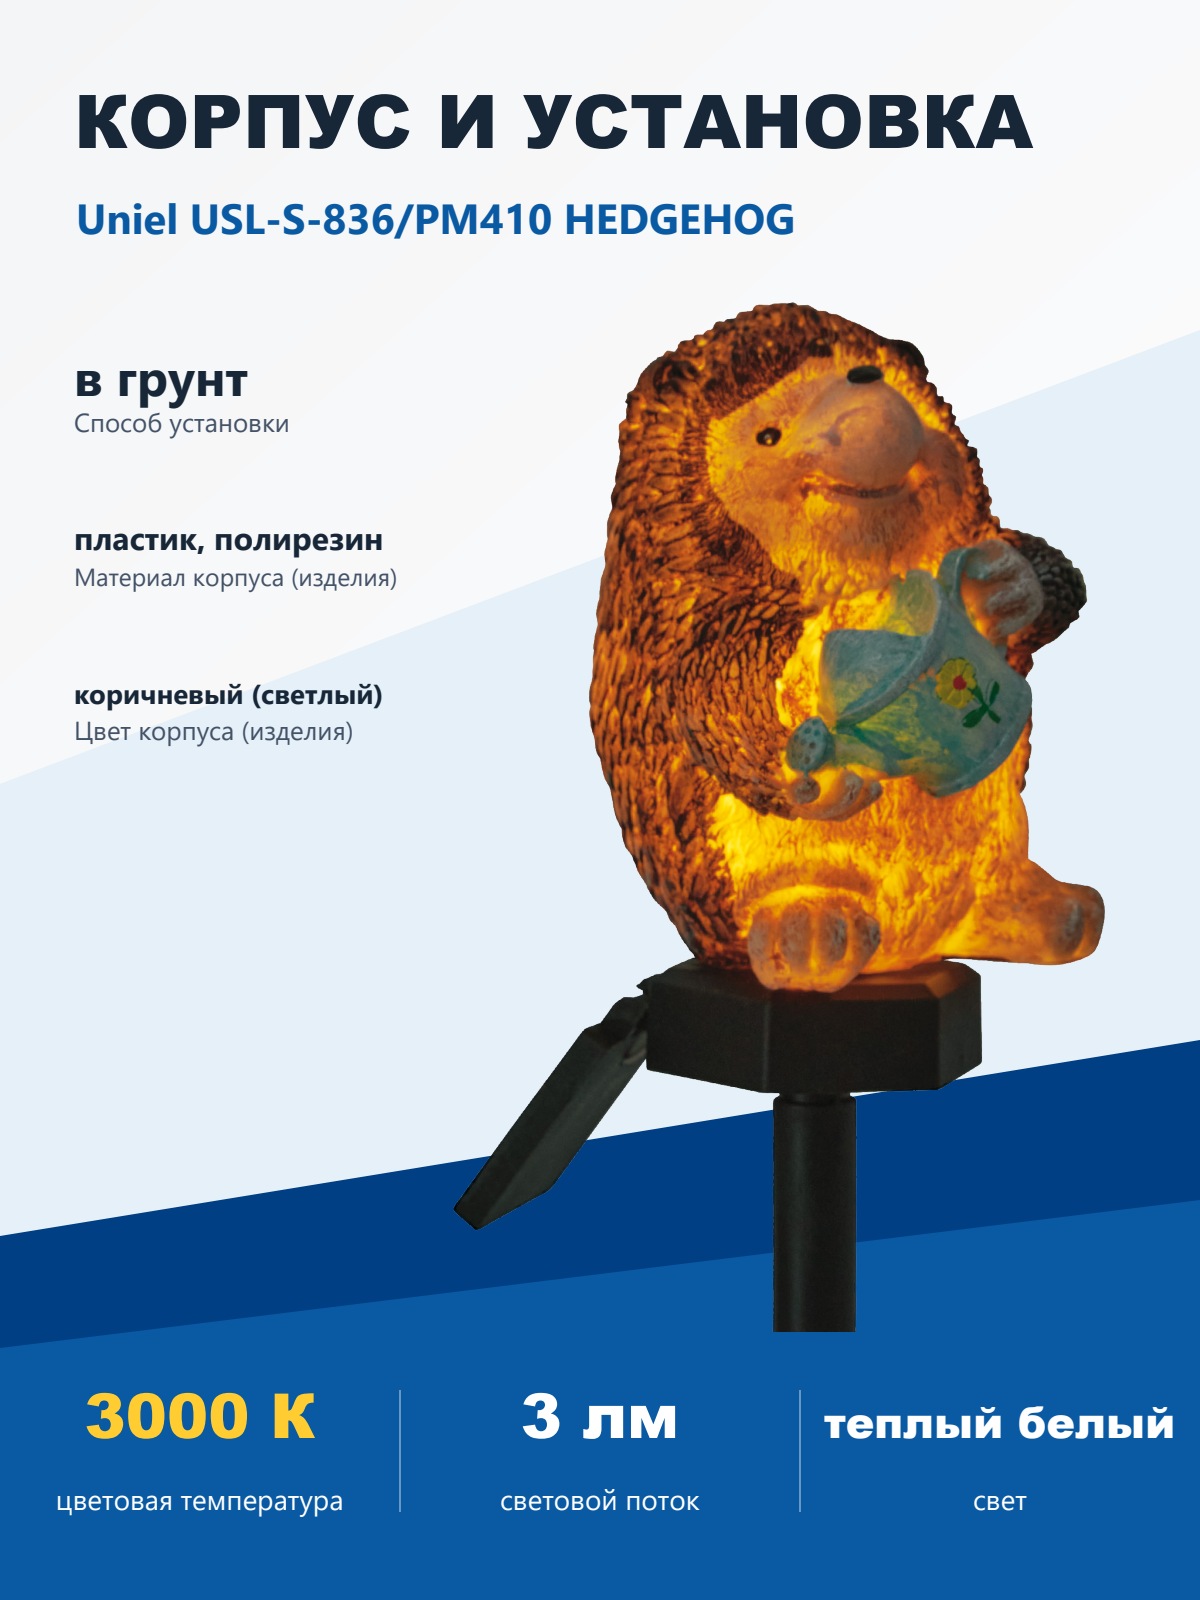 КОРПУС И УСТАНОВКА
Uniel USL-S-836/PM410 HEDGEHOG
в грунт
Способ установки
пластик, полирезин
Материал корпуса (изделия)
коричневый (светлый)
Цвет корпуса (изделия)
3000 К
цветовая температура
3 лм
световой поток
теплый белый
свет